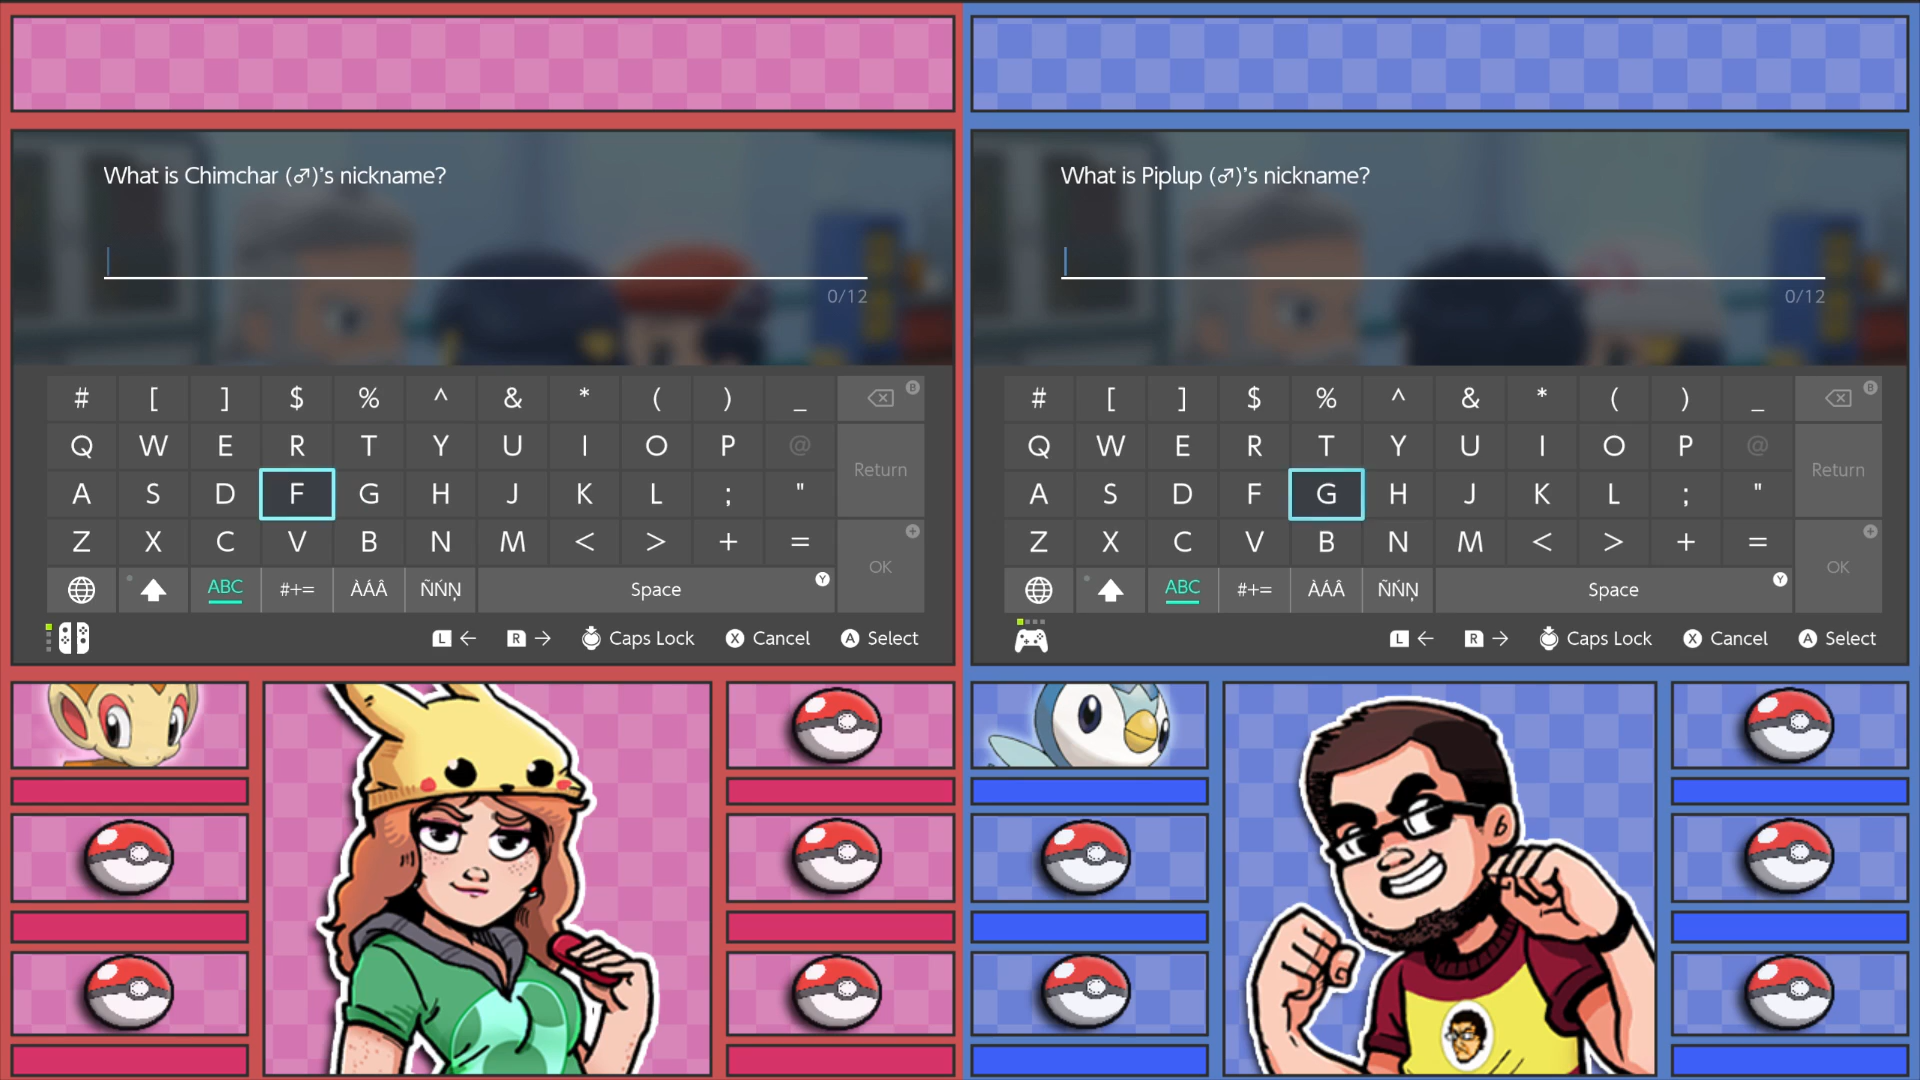 What is Chimchar (♂)'s nickname?
0/12
# [ ] $ % ^ & * ( ) _ B
Q W E R T Y U I O P @ Return
A S D F G H J K L ; "
Z X C V B N M < > + = OK
ABC #+= ÀÁÂ ÑŃŅ Space Y
L ← R → Caps Lock X Cancel A Select
What is Piplup (♂)'s nickname?
0/12
# [ ] $ % ^ & * ( ) _ B
Q W E R T Y U I O P @ Return
A S D F G H J K L ; "
Z X C V B N M < > + = OK
ABC #+= ÀÁÂ ÑŃŅ Space Y
L ← R → Caps Lock X Cancel A Select